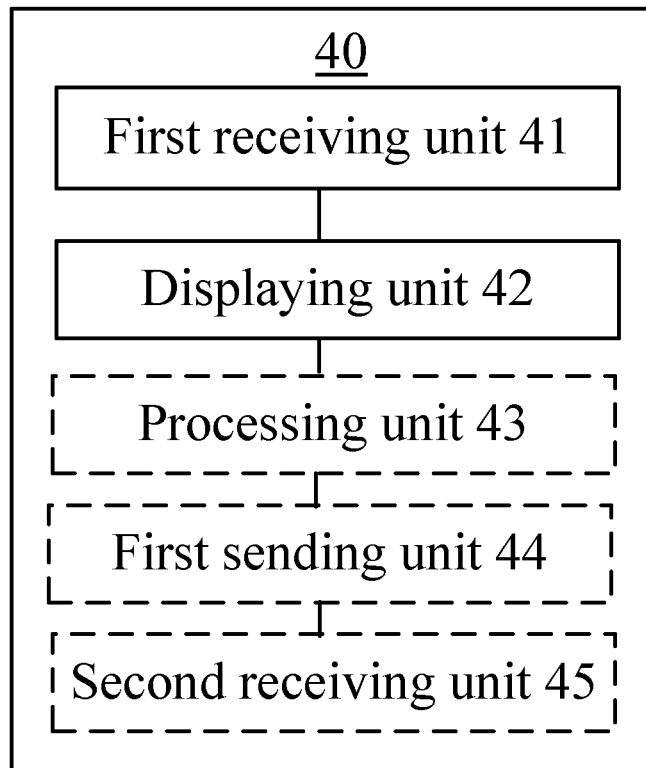 40
First receiving unit 41
Displaying unit 42
Processing unit 43
First sending unit 44
Second receiving unit 45